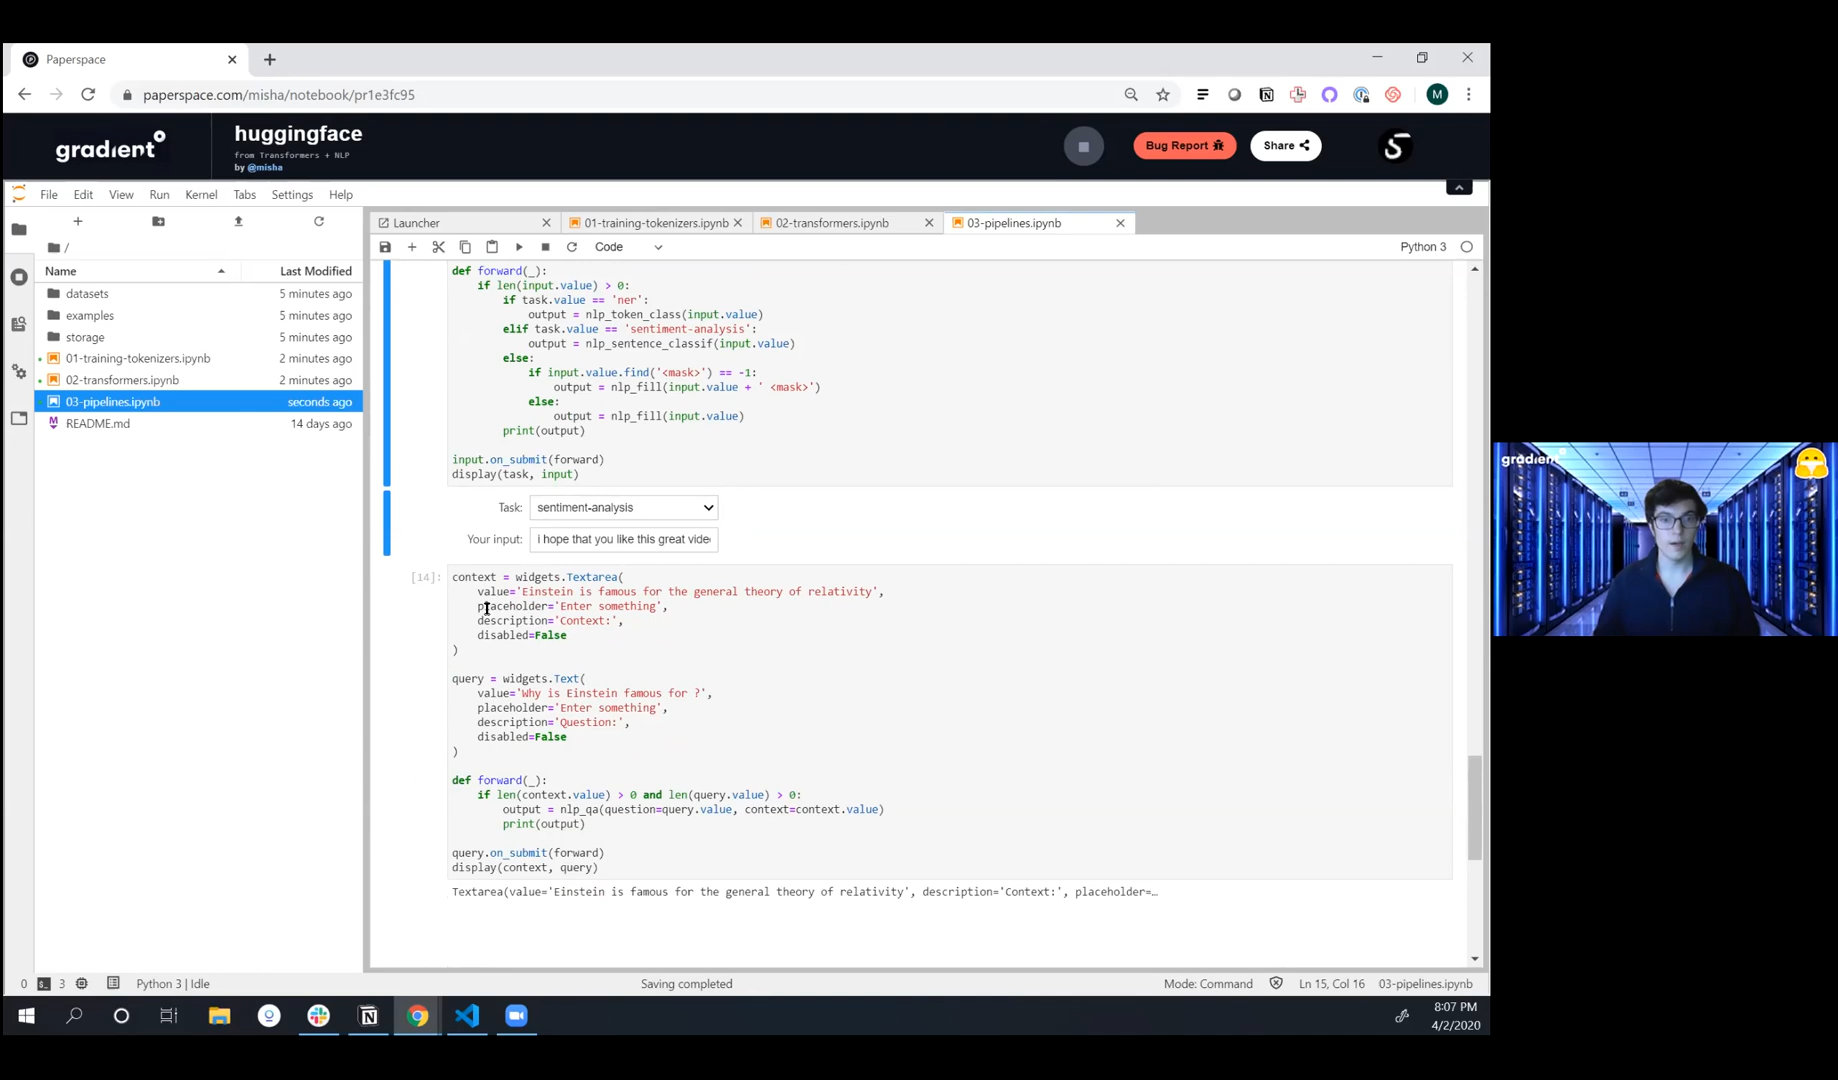 Paperspace
paperspace.com/misha/notebook/pr1e3fc95
M
gradient
huggingface
from Transformers + NLP
by @misha
Bug Report
Share
File Edit View Run Kernel Tabs Settings Help
Launcher
01-training-tokenizers.ipynb
02-transformers.ipynb
03-pipelines.ipynb
Code
Python 3
/
Name Last Modified
datasets 5 minutes ago
examples 5 minutes ago
storage 5 minutes ago
01-training-tokenizers.ipynb 2 minutes ago
02-transformers.ipynb 2 minutes ago
03-pipelines.ipynb seconds ago
README.md 14 days ago
def forward(_):
if len(input.value) > 0:
if task.value == 'ner':
output = nlp_token_class(input.value)
elif task.value == 'sentiment-analysis':
output = nlp_sentence_classif(input.value)
else:
if input.value.find('<mask>') == -1:
output = nlp_fill(input.value + ' <mask>')
else:
output = nlp_fill(input.value)
print(output)
input.on_submit(forward)
display(task, input)
Task: sentiment-analysis
Your input: i hope that you like this great vide
[14]:
context = widgets.Textarea(
value='Einstein is famous for the general theory of relativity',
placeholder='Enter something',
description='Context:',
disabled=False
)
query = widgets.Text(
value='Why is Einstein famous for ?',
placeholder='Enter something',
description='Question:',
disabled=False
)
def forward(_):
if len(context.value) > 0 and len(query.value) > 0:
output = nlp_qa(question=query.value, context=context.value)
print(output)
query.on_submit(forward)
display(context, query)
Textarea(value='Einstein is famous for the general theory of relativity', description='Context:', placeholder=…
0 3 Python 3 | Idle
Saving completed
Mode: Command
Ln 15, Col 16
03-pipelines.ipynb
8:07 PM
4/2/2020
gradient